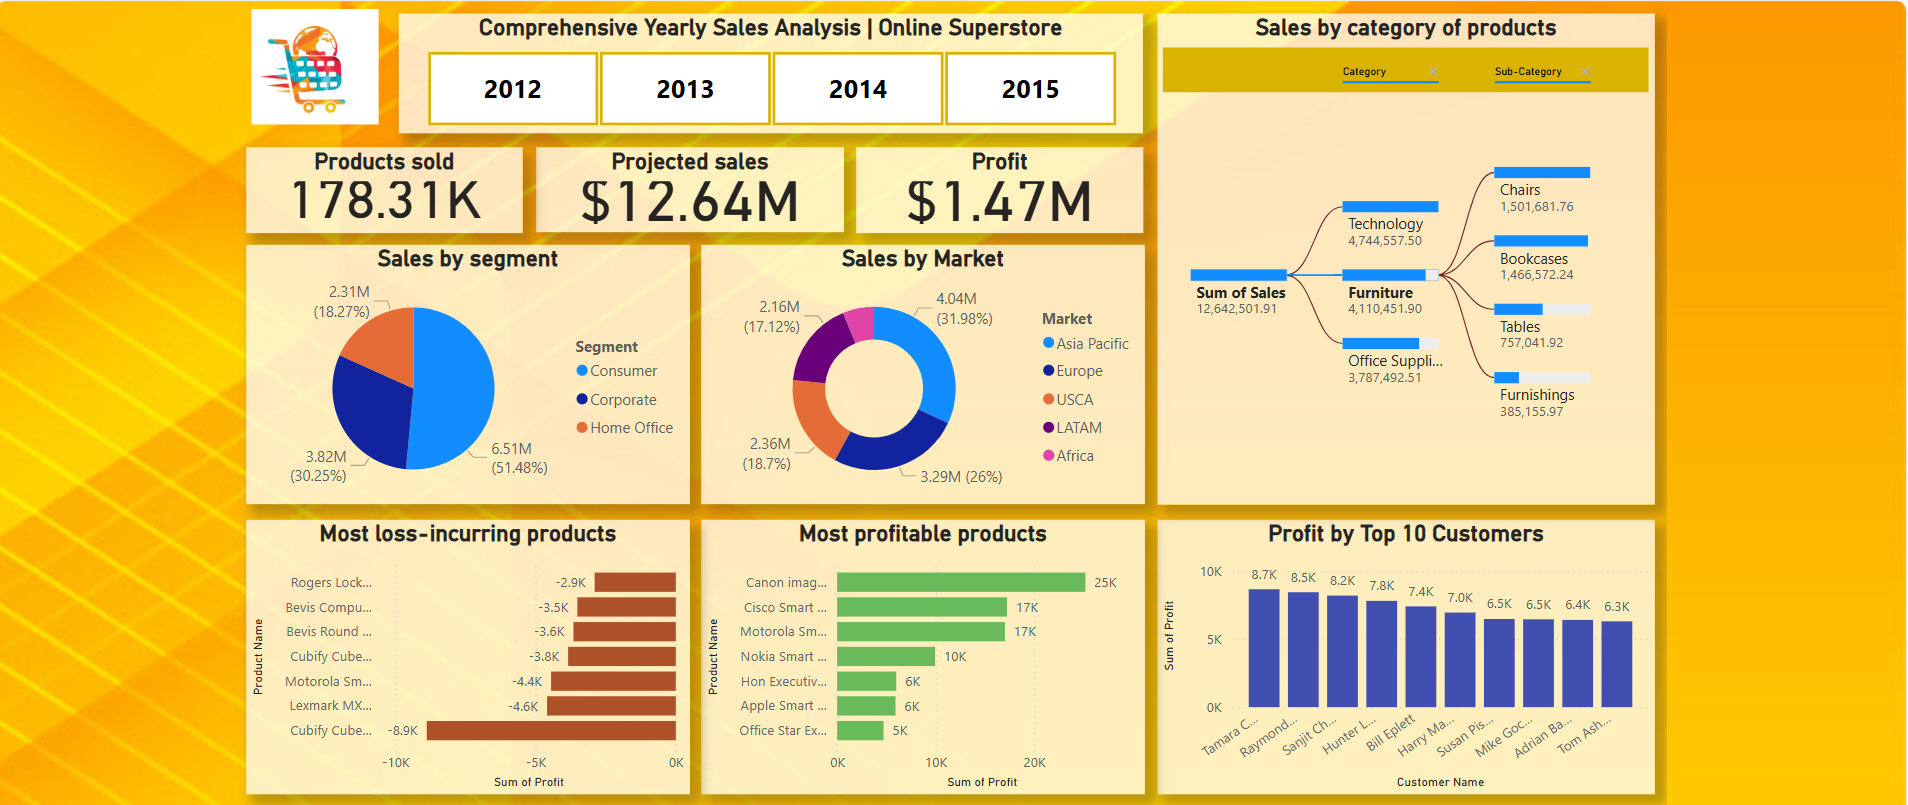 Comprehensive Yearly Sales Analysis | Online Superstore
2012
2013
2014
2015
Products sold
178.31K
Projected sales
$12.64M
Profit
$1.47M
Sales by segment
2.31M
(18.27%)
3.82M
(30.25%)
6.51M
(51.48%)
Segment
Consumer
Corporate
Home Office
Sales by Market
2.16M
(17.12%)
4.04M
(31.98%)
2.36M
(18.7%)
3.29M (26%)
Market
Asia Pacific
Europe
USCA
LATAM
Africa
Sales by category of products
Category
Sub-Category
Sum of Sales
12,642,501.91
Technology
4,744,557.50
Furniture
4,110,451.90
Office Suppli...
3,787,492.51
Chairs
1,501,681.76
Bookcases
1,466,572.24
Tables
757,041.92
Furnishings
385,155.97
Most loss-incurring products
Product Name
Rogers Lock... -2.9K
Bevis Compu... -3.5K
Bevis Round ... -3.6K
Cubify Cube... -3.8K
Motorola Sm... -4.4K
Lexmark MX... -4.6K
Cubify Cube... -8.9K
-10K -5K 0K
Sum of Profit
Most profitable products
Product Name
Canon imag... 25K
Cisco Smart ... 17K
Motorola Sm... 17K
Nokia Smart ... 10K
Hon Executiv... 6K
Apple Smart ... 6K
Office Star Ex... 5K
0K 10K 20K
Sum of Profit
Profit by Top 10 Customers
Sum of Profit
10K
5K
0K
8.7K 8.5K 8.2K 7.8K 7.4K 7.0K 6.5K 6.5K 6.4K 6.3K
Tamara C... Raymond... Sanjit Ch... Hunter L... Bill Eplett Harry Ma... Susan Pis... Mike Goc... Adrian Ba... Tom Ash...
Customer Name